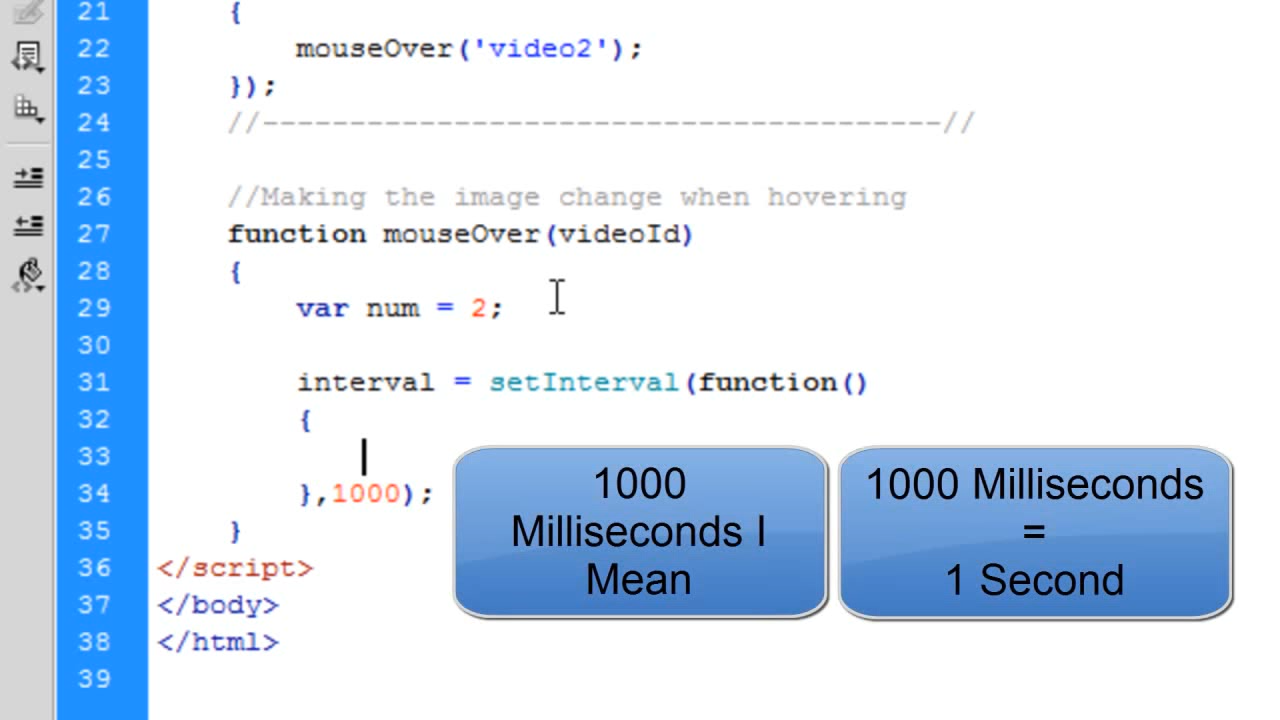 21 {
22 mouseOver('video2');
23 });
24 //---------------------------------------//
25
26 //Making the image change when hovering
27 function mouseOver(videoId)
28 {
29 var num = 2;
30
31 interval = setInterval(function()
32 {
33
34 },1000);
35 }
36 </script>
37 </body>
38 </html>
39
1000
Milliseconds I
Mean
1000 Milliseconds
=
1 Second